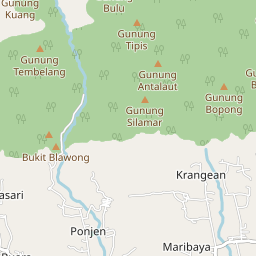 Gunung
Kuang
Bulu
Gunung
Tipis
Gunung
Tembelang
Gunung
Antalaut
Gunung
Bopong
Gunung
Silamar
Bukit Blawong
Krangean
asari
Ponjen
Maribaya